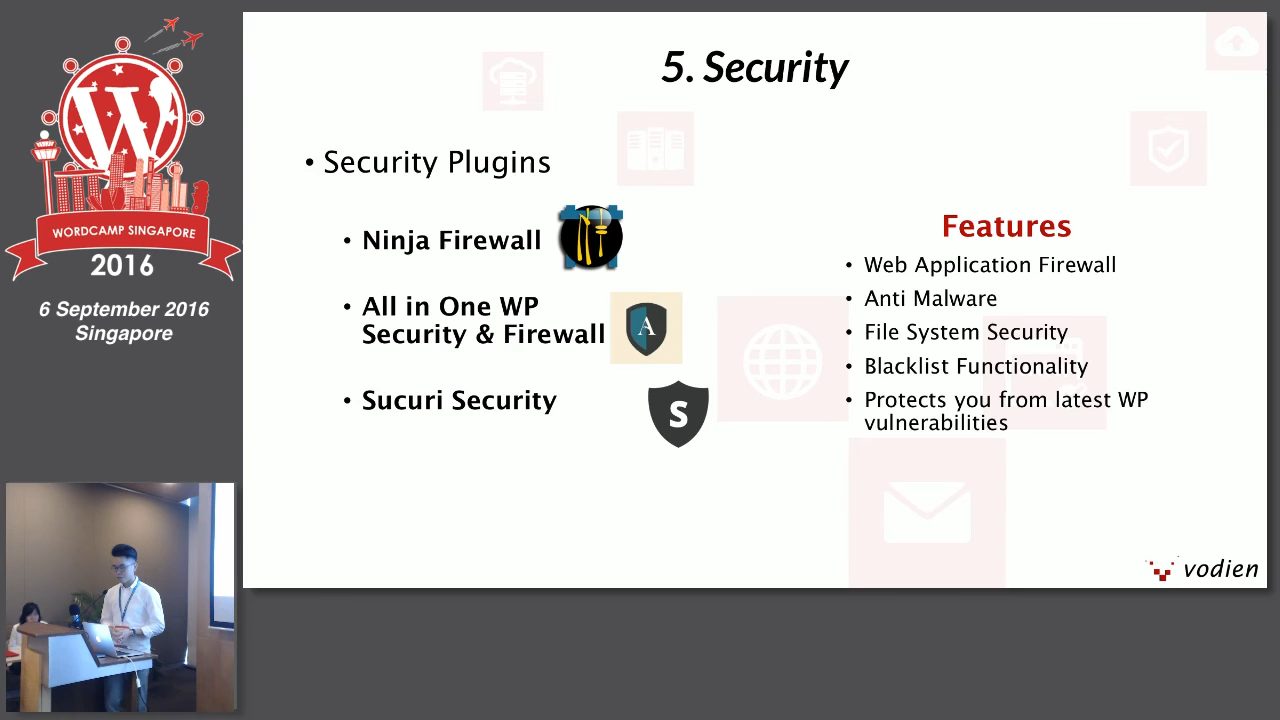 5. Security
• Security Plugins
• Ninja Firewall
• All in One WP
Security & Firewall
A
• Sucuri Security
S
Features
• Web Application Firewall
• Anti Malware
• File System Security
• Blacklist Functionality
• Protects you from latest WP
vulnerabilities
vodien
W
WORDCAMP SINGAPORE
2016
6 September 2016
Singapore